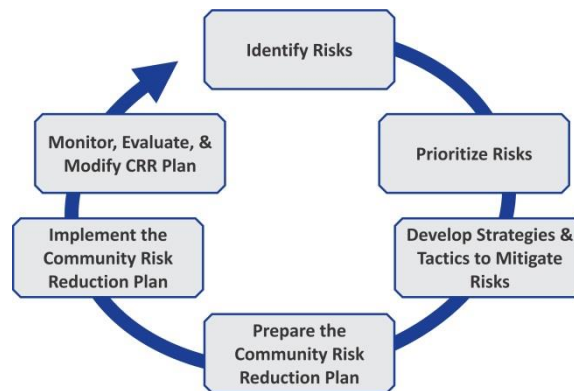 Identify Risks
Prioritize Risks
Develop Strategies &
Tactics to Mitigate
Risks
Prepare the
Community Risk
Reduction Plan
Implement the
Community Risk
Reduction Plan
Monitor, Evaluate, &
Modify CRR Plan